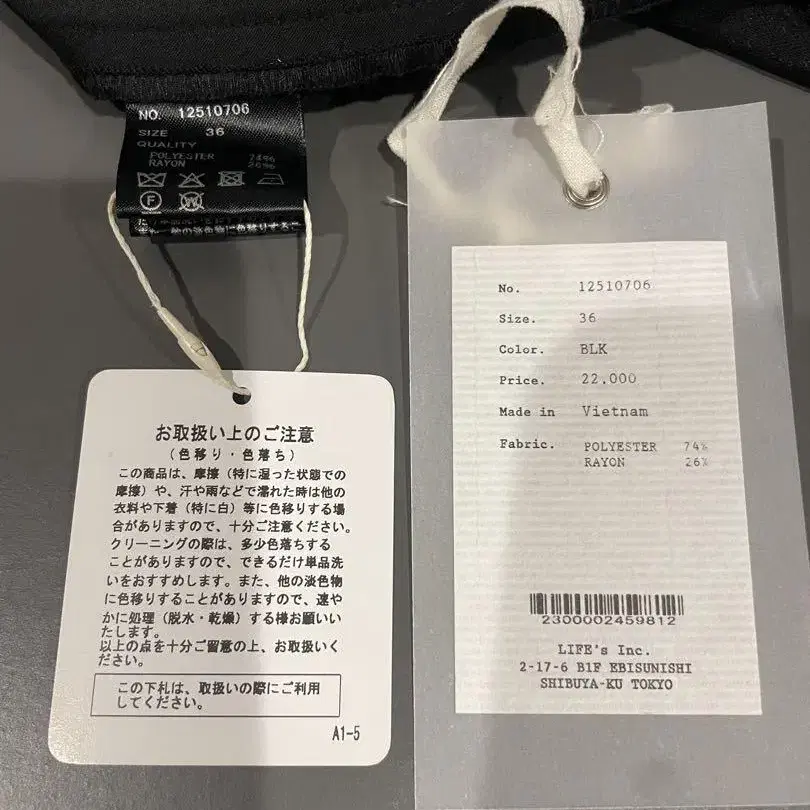 NO. 12510706
SIZE 36
QUALITY
POLYESTER 74%
RAYON 26%
F
W
お取扱い上のご注意
(色移り・色落ち)
この商品は、摩擦(特に湿った状態での
摩擦)や、汗や雨などで濡れた時は他の
衣料や下着(特に白)等に色移りする場
合がありますので、十分ご注意ください。
クリーニングの際は、多少色落ちする
ことがありますので、できるだけ単品洗
いをおすすめします。また、他の淡色物
に色移りすることがありますので、速や
かに処理(脱水・乾燥)する様お願いい
たします。
以上の点を十分ご留意の上、お取扱いく
ださい。
この下札は、取扱いの際にご利用
してください。
A1-5
No. 12510706
Size. 36
Color. BLK
Price. 22,000
Made in Vietnam
Fabric. POLYESTER 74%
RAYON 26%
2300002459812
LIFE's Inc.
2-17-6 B1F EBISUNISHI
SHIBUYA-KU TOKYO